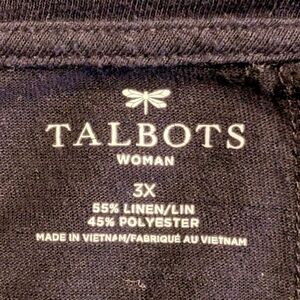 TALBOTS
WOMAN
3X
55% LINEN/LIN
45% POLYESTER
MADE IN VIETNAM/FABRIQUÉ AU VIETNAM